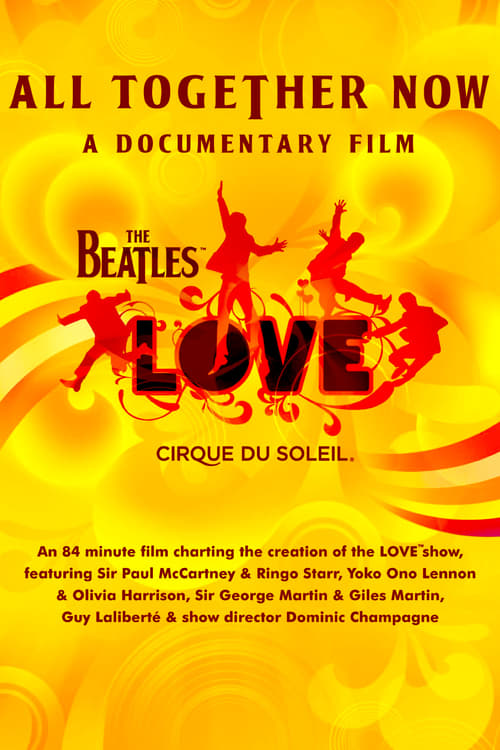 ALL TOGETHER NOW
A DOCUMENTARY FILM
THE
BEATLES™
LOVE
CIRQUE DU SOLEIL®
An 84 minute film charting the creation of the LOVE™ show,
featuring Sir Paul McCartney & Ringo Starr, Yoko Ono Lennon
& Olivia Harrison, Sir George Martin & Giles Martin,
Guy Laliberté & show director Dominic Champagne